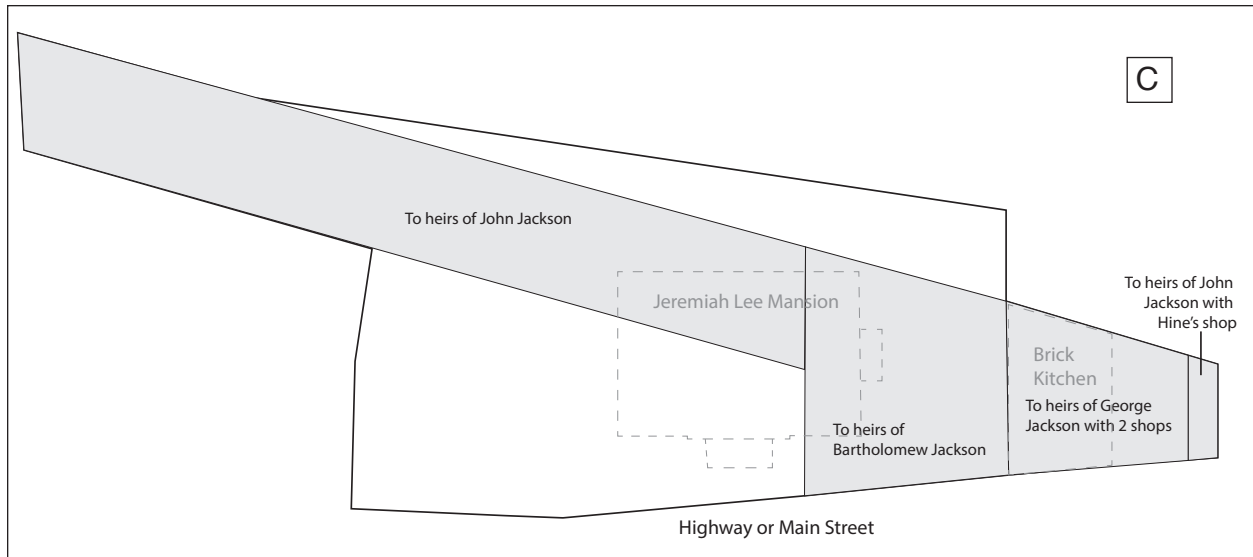 C
To heirs of John Jackson
To heirs of John
Jackson with
Hine's shop
Jeremiah Lee Mansion
Brick
Kitchen
To heirs of George
Jackson with 2 shops
To heirs of
Bartholomew Jackson
Highway or Main Street